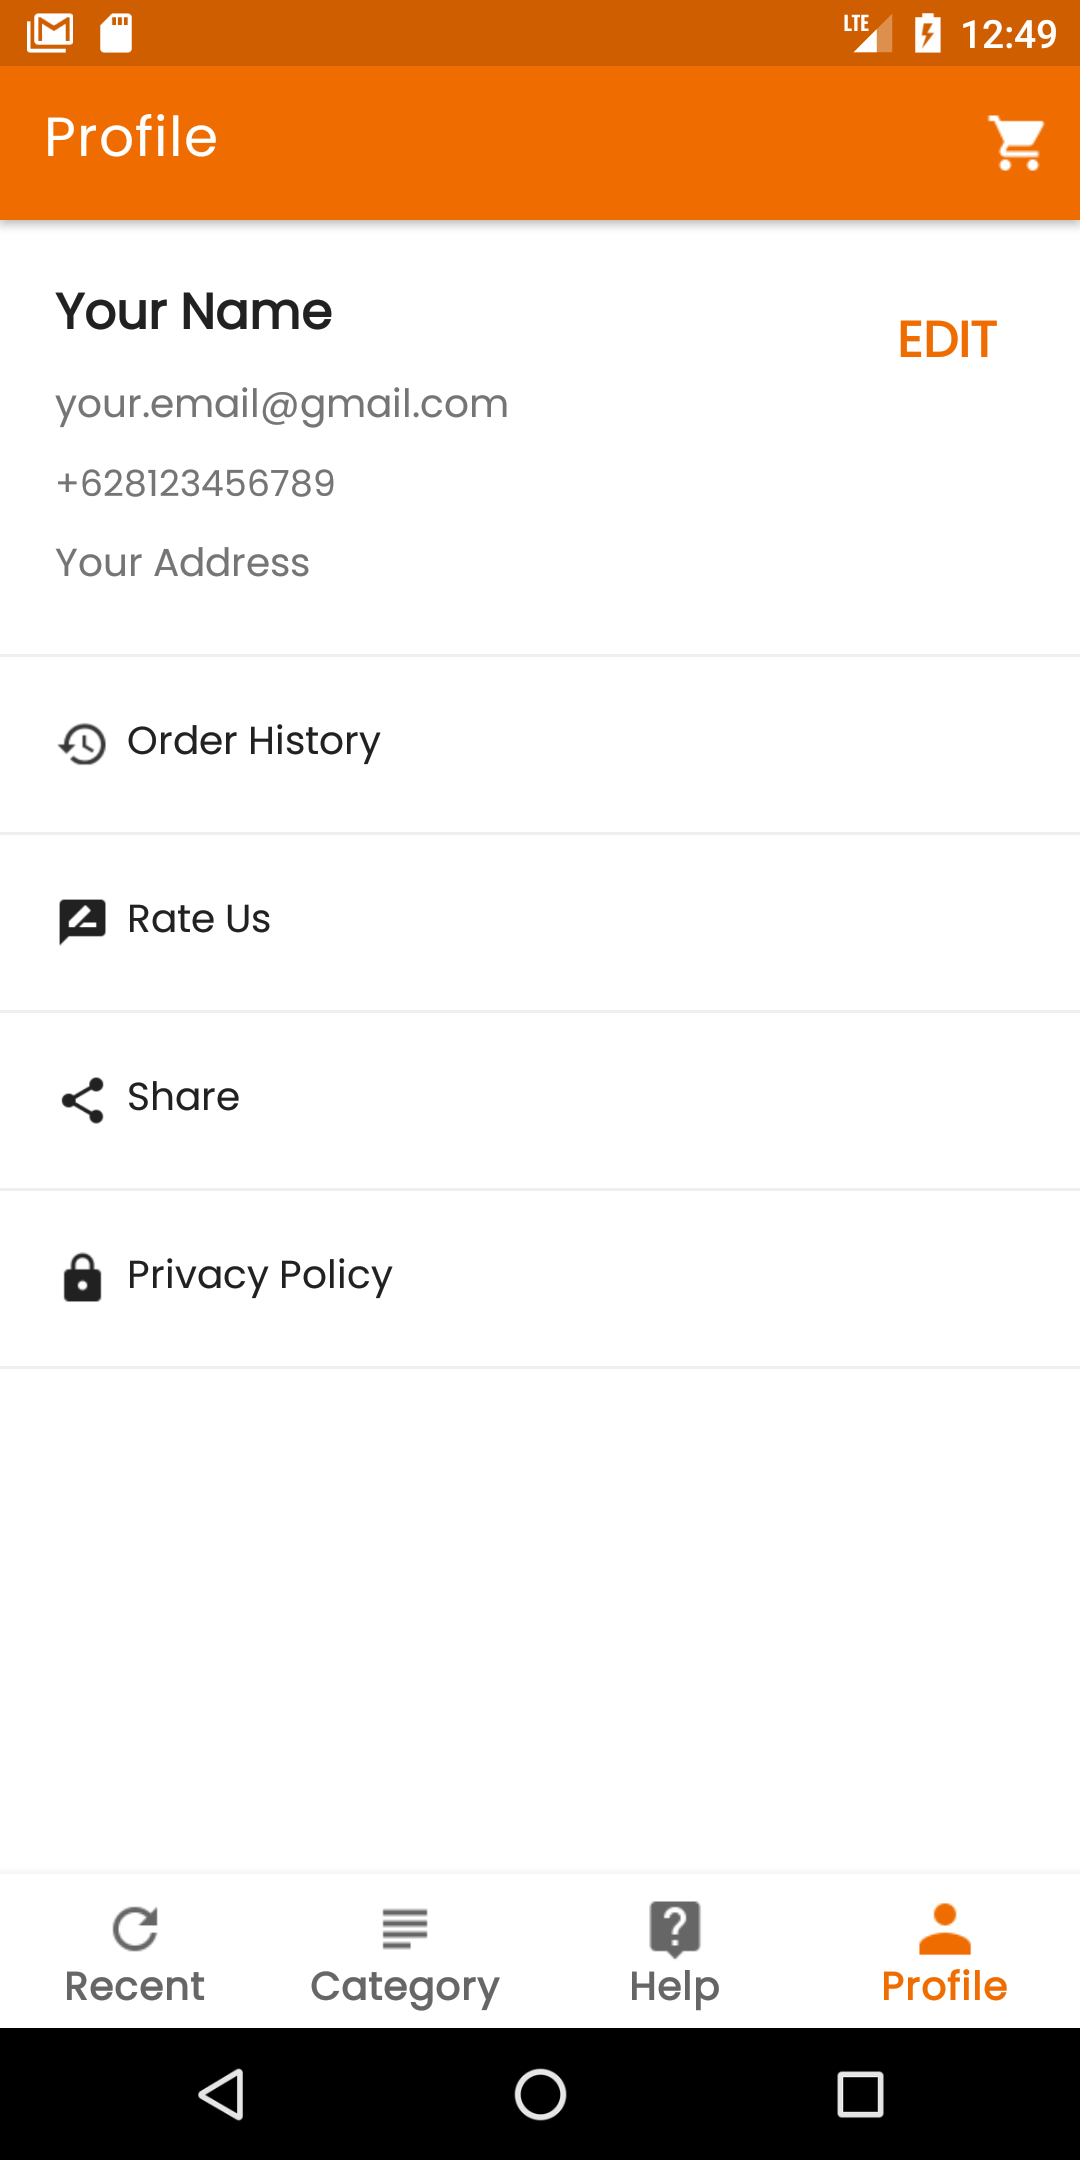 LTE 12:49
Profile
Your Name
EDIT
your.email@gmail.com
+628123456789
Your Address
Order History
Rate Us
Share
Privacy Policy
Recent Category Help Profile